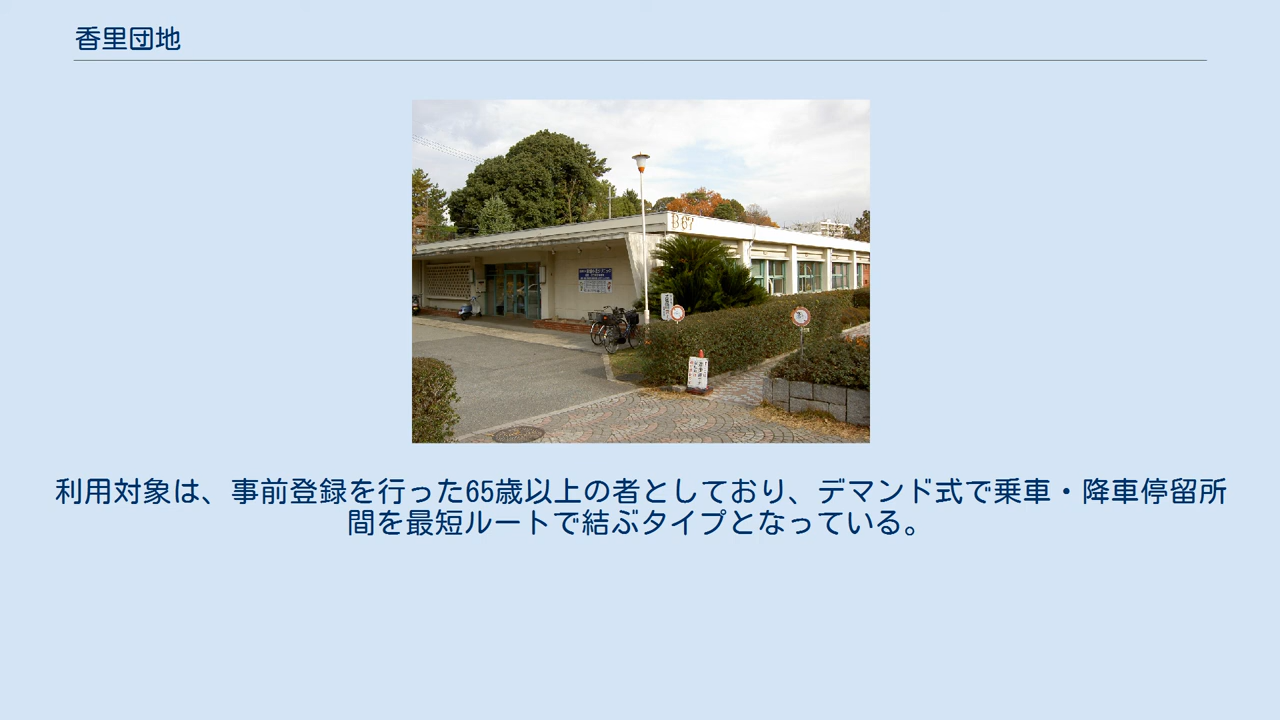 香里団地
B67
利用対象は、事前登録を行った65歳以上の者としており、デマンド式で乗車・降車停留所
間を最短ルートで結ぶタイプとなっている。